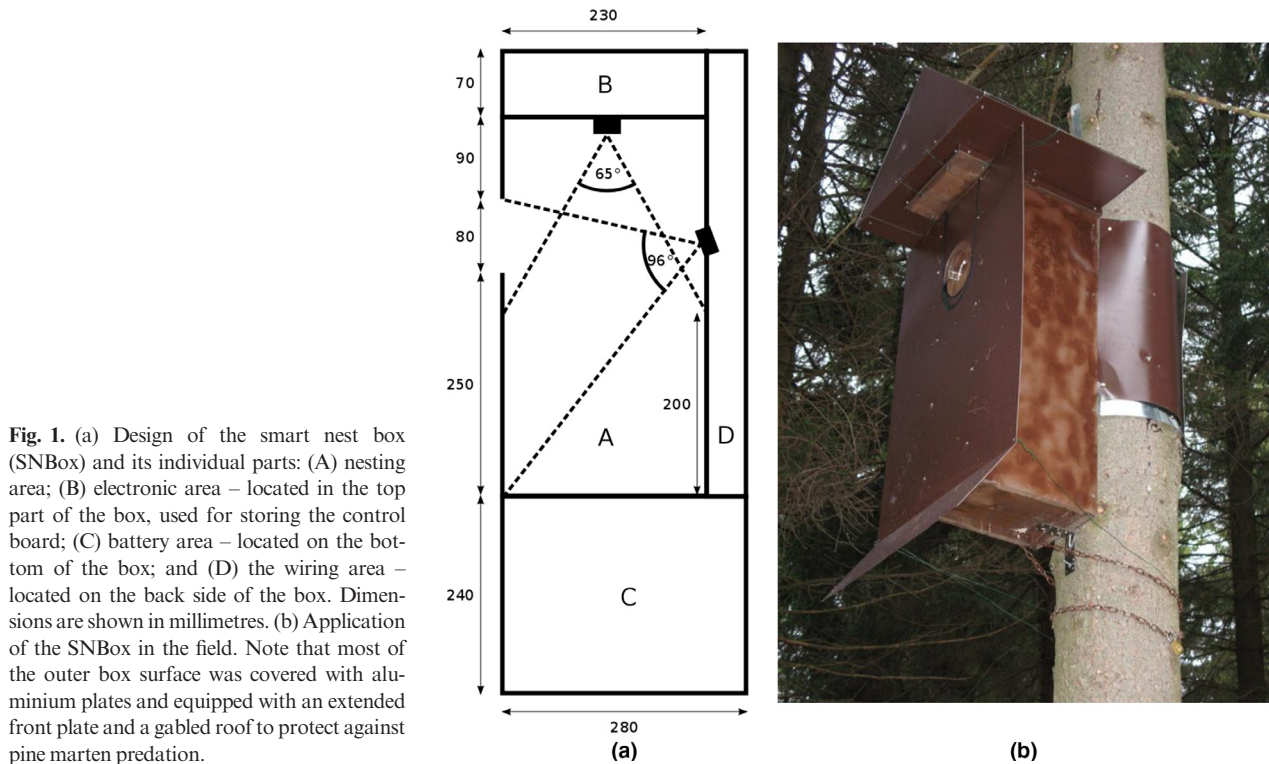 230
70
B
90
65°
80
96°
250
200
A
D
240
C
280
(a)
(b)
Fig. 1. (a) Design of the smart nest box
(SNBox) and its individual parts: (A) nesting
area; (B) electronic area – located in the top
part of the box, used for storing the control
board; (C) battery area – located on the bot-
tom of the box; and (D) the wiring area –
located on the back side of the box. Dimen-
sions are shown in millimetres. (b) Application
of the SNBox in the field. Note that most of
the outer box surface was covered with alu-
minium plates and equipped with an extended
front plate and a gabled roof to protect against
pine marten predation.